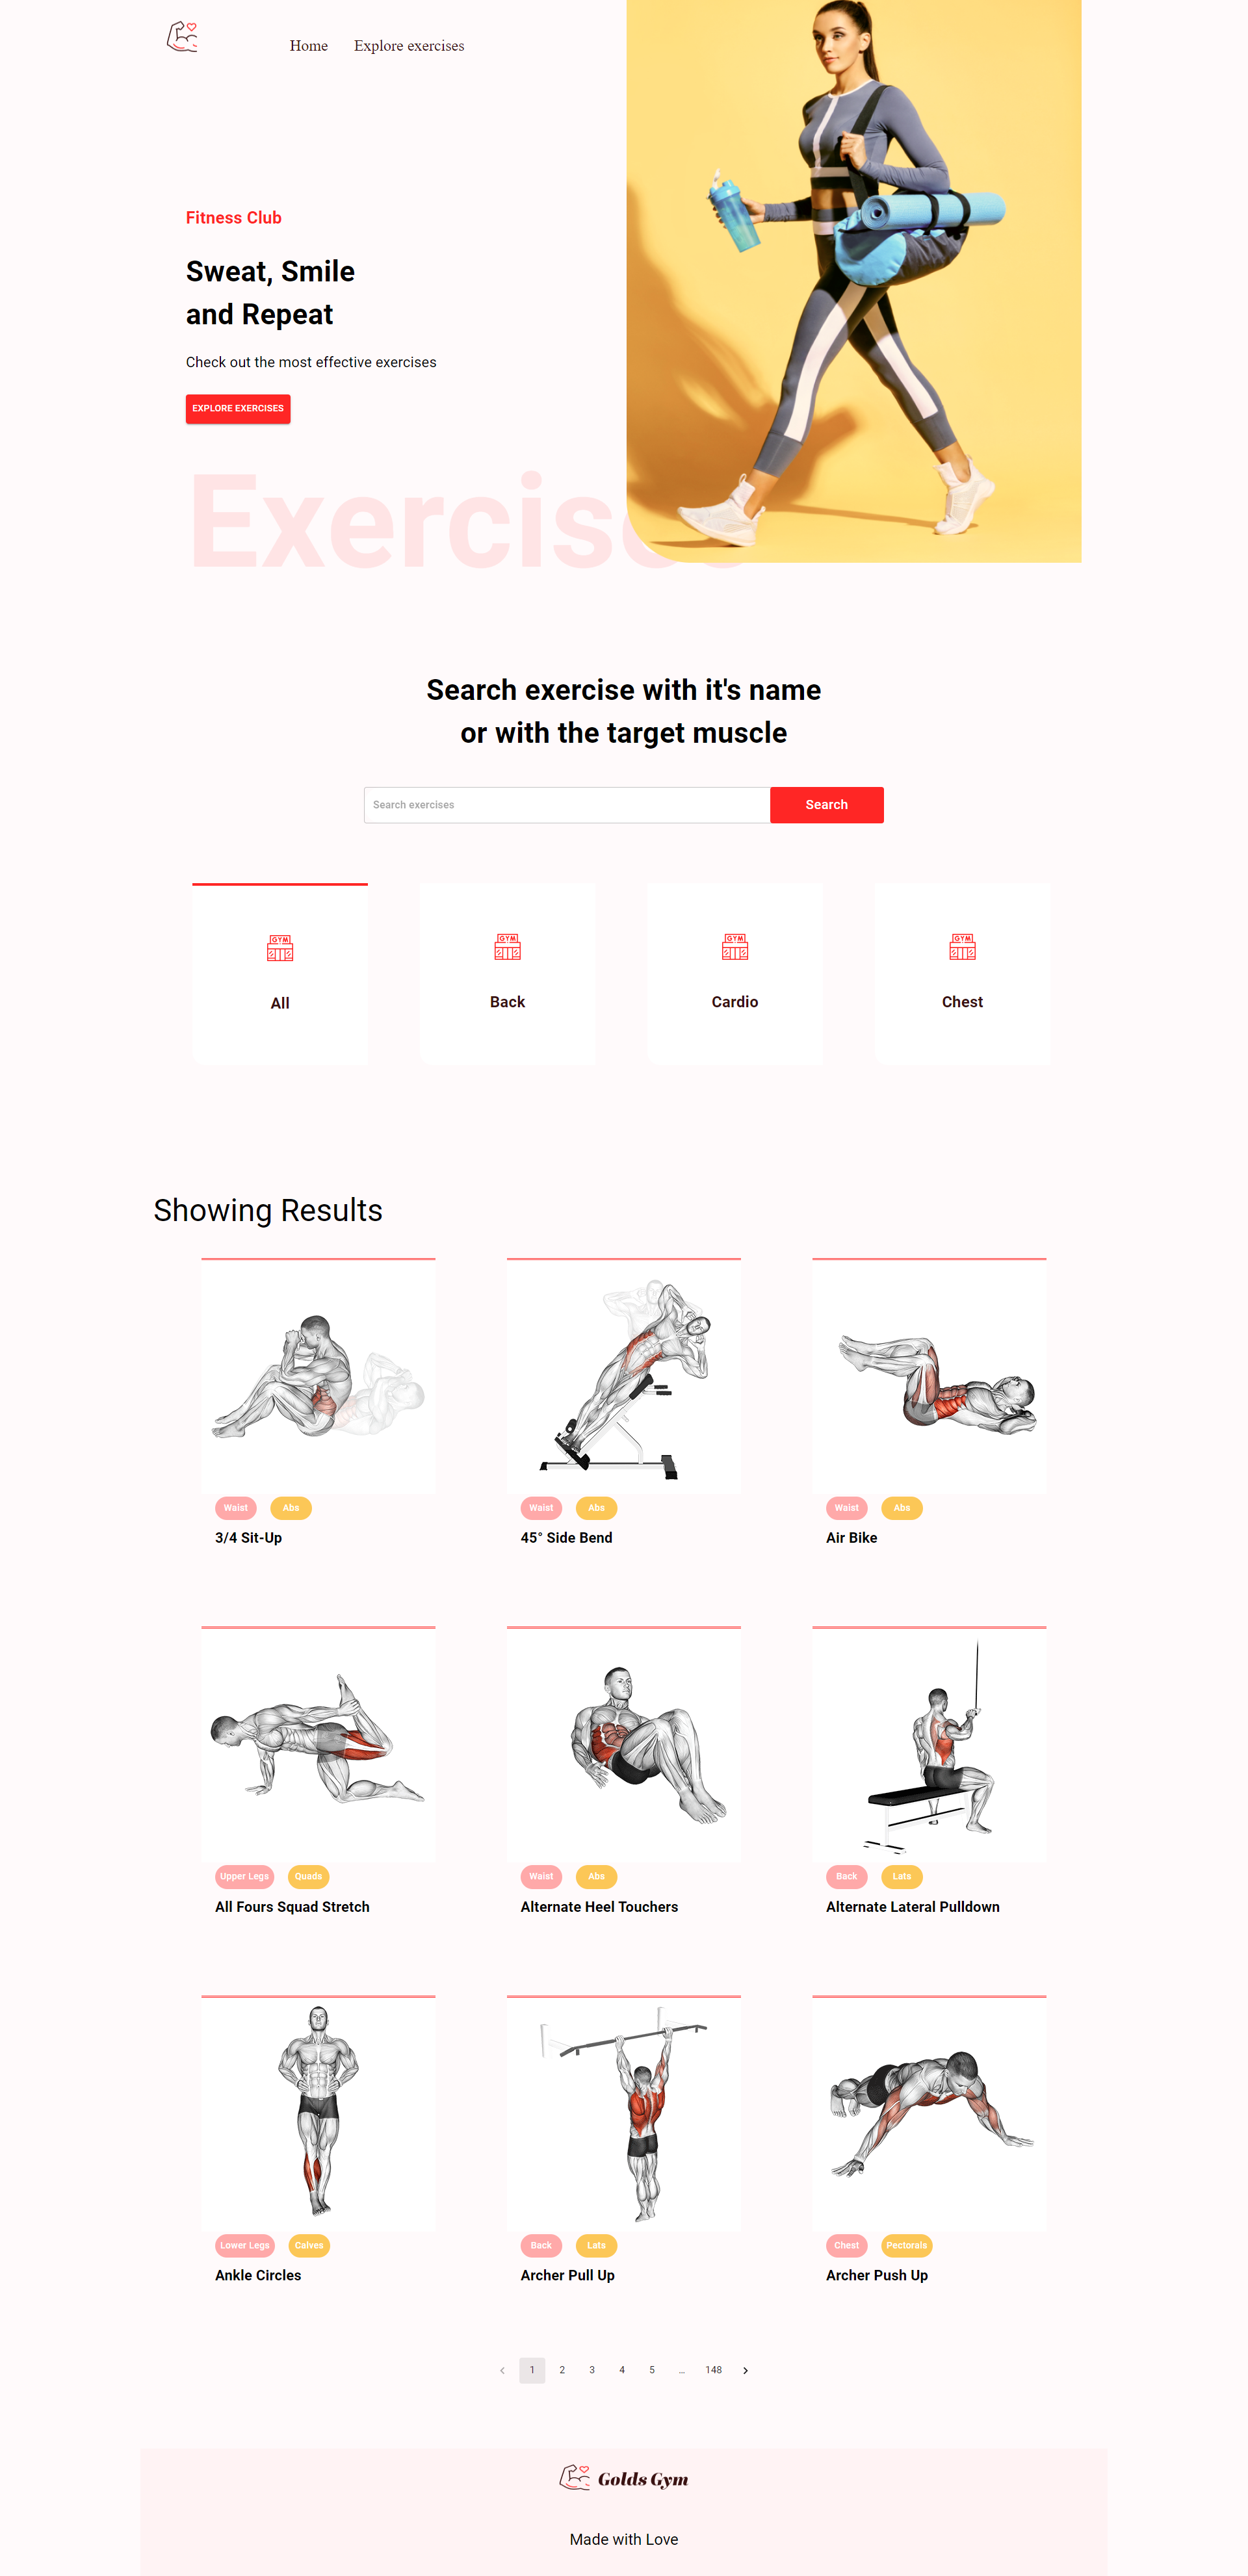 Home Explore exercises
Fitness Club
Sweat, Smile
and Repeat
Check out the most effective exercises
EXPLORE EXERCISES
Exercise
Search exercise with it's name
or with the target muscle
Search exercises Search
GYM GYM GYM GYM
All Back Cardio Chest
Showing Results
Waist Abs Waist Abs Waist Abs
3/4 Sit-Up 45° Side Bend Air Bike
Upper Legs Quads Waist Abs Back Lats
All Fours Squad Stretch Alternate Heel Touchers Alternate Lateral Pulldown
Lower Legs Calves Back Lats Chest Pectorals
Ankle Circles Archer Pull Up Archer Push Up
1 2 3 4 5 … 148
Golds Gym
Made with Love